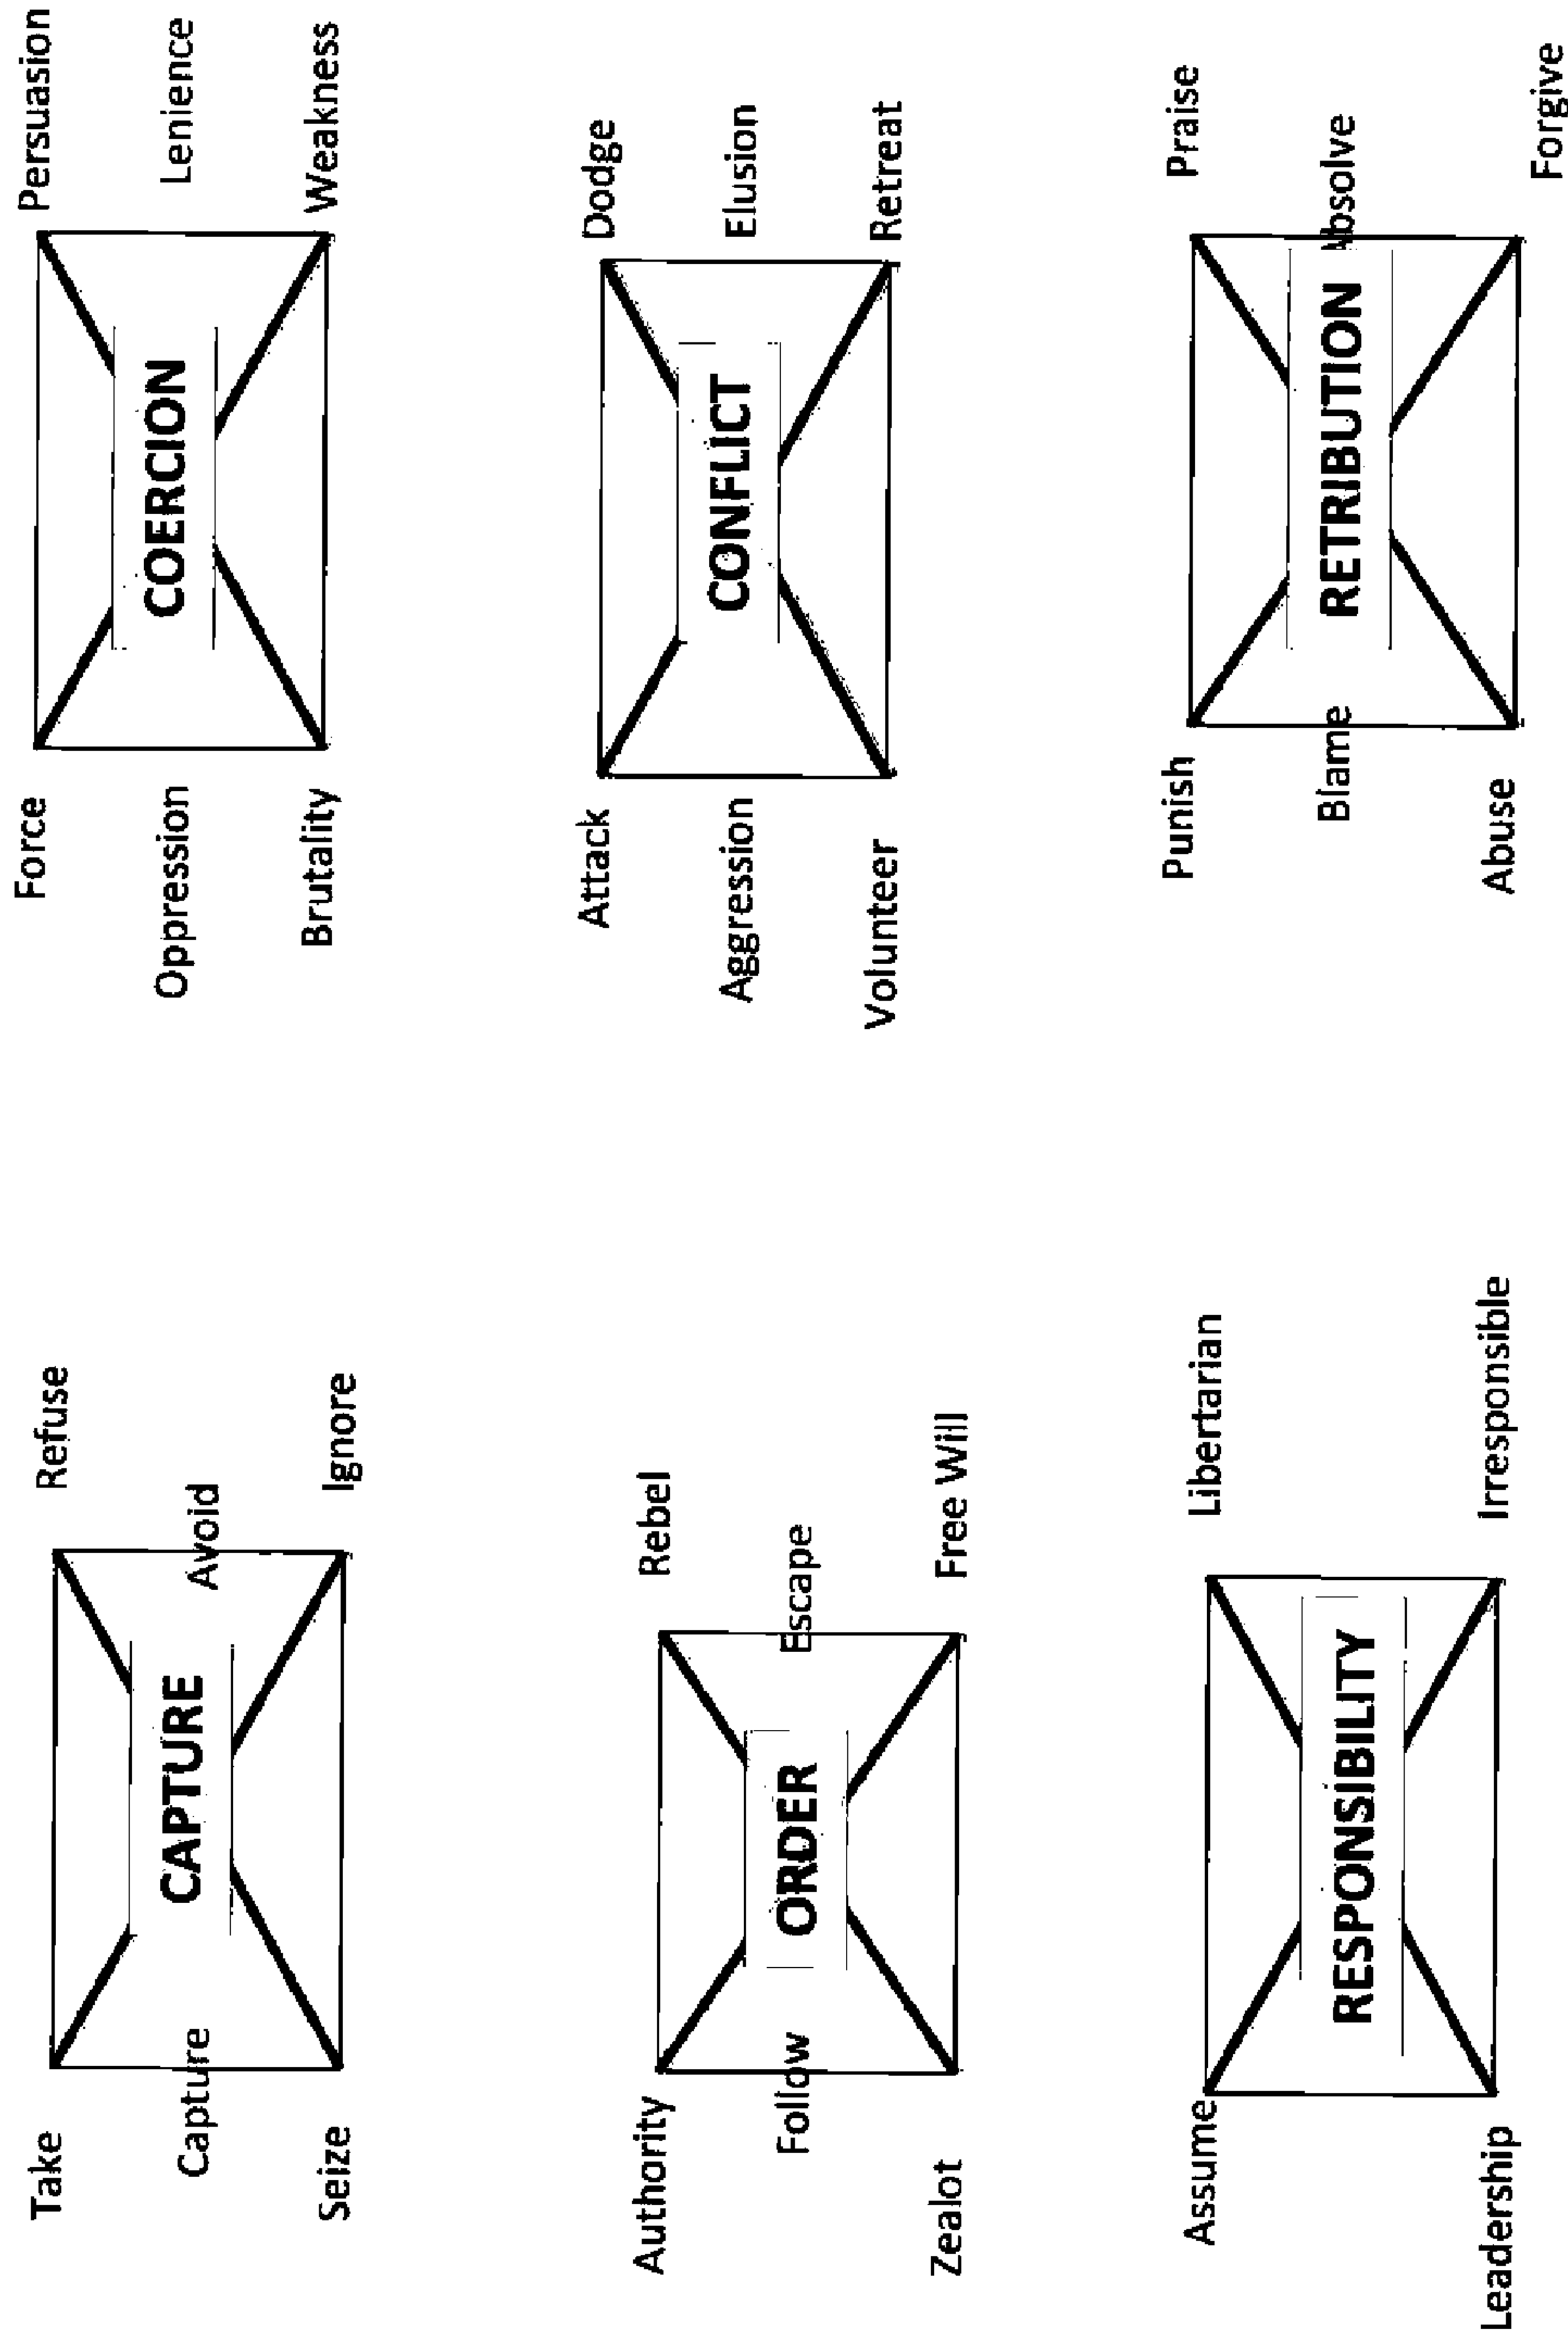 Take
Refuse
Capture
CAPTURE
Avoid
Seize
Ignore
Force
Persuasion
Oppression
COERCION
Lenience
Brutality
Weakness
Authority
Rebel
Follow
ORDER
Escape
Zealot
Free Will
Attack
Dodge
Aggression
CONFLICT
Elusion
Volunteer
Retreat
Assume
Libertarian
RESPONSIBILITY
Leadership
Irresponsible
Punish
Praise
Blame
RETRIBUTION
Absolve
Abuse
Forgive